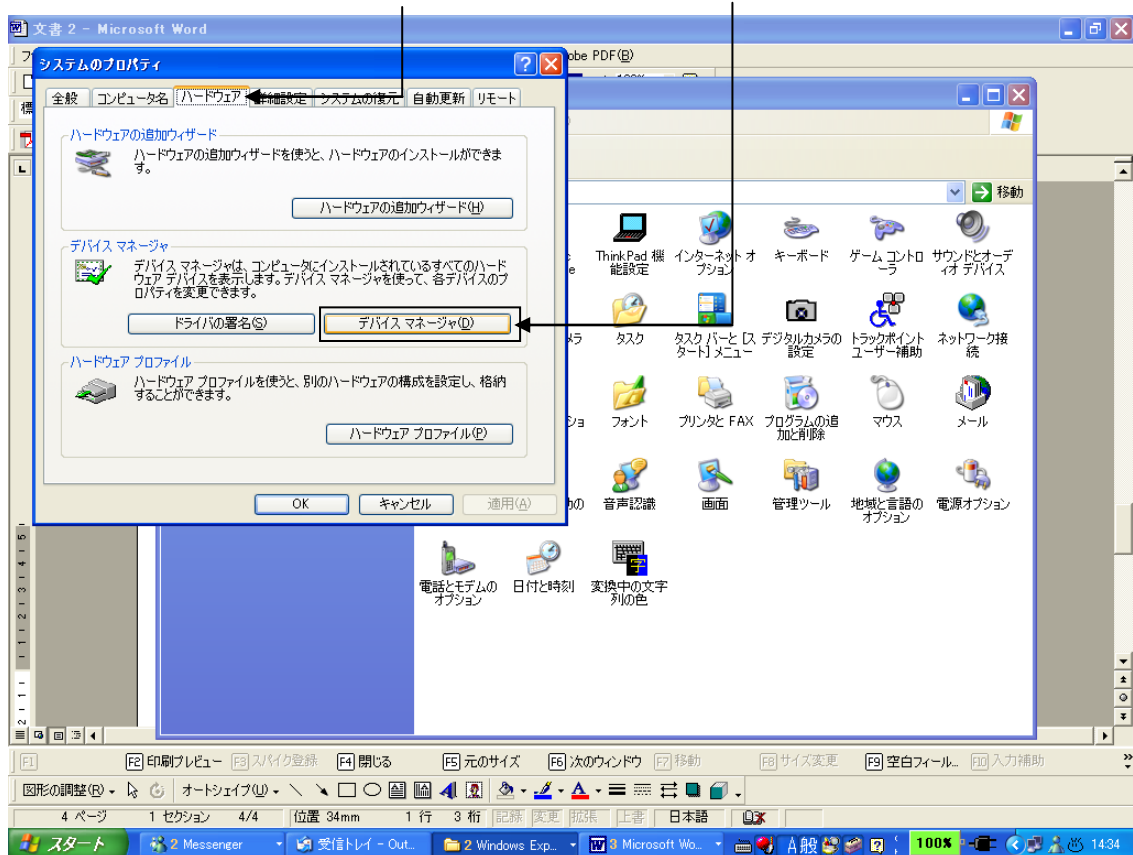 文書 2 - Microsoft Word
obe PDF(B)
システムのプロパティ
全般 コンピュータ名 ハードウェア 詳細設定 システムの復元 自動更新 リモート
ハードウェアの追加ウィザード
ハードウェアの追加ウィザードを使うと、ハードウェアのインストールができま
す。
ハードウェアの追加ウィザード(H)
デバイス マネージャ
デバイス マネージャは、コンピュータにインストールされているすべてのハード
ウェア デバイスを表示します。デバイス マネージャを使って、各デバイスのプ
ロパティを変更できます。
ドライバの署名(S) デバイス マネージャ(D)
ハードウェア プロファイル
ハードウェア プロファイルを使うと、別のハードウェアの構成を設定し、格納
することができます。
ハードウェア プロファイル(P)
OK キャンセル 適用(A)
移動
ThinkPad 機
能設定
インターネット オ
プション
キーボード
ゲーム コントロ
ーラ
サウンドとオーデ
ィオ デバイス
タスク
タスク バーと [ス
タート] メニュー
デジタルカメラの
設定
トラックポイント
ユーザー補助
ネットワーク接
続
フォント
プリンタと FAX
プログラムの追
加と削除
マウス
メール
音声認識
画面
管理ツール
地域と言語の
オプション
電源オプション
電話とモデムの
オプション
日付と時刻
変換中の文字
列の色
F1 F2 印刷プレビュー F3 スパイク登録 F4 閉じる F5 元のサイズ F6 次のウィンドウ F7 移動 F8 サイズ変更 F9 空白フィール... F10 入力補助
図形の調整(R) オートシェイプ(U)
4 ページ 1 セクション 4/4 位置 34mm 1 行 3 桁 記録 変更 拡張 上書 日本語
スタート 2 Messenger 受信トレイ - Out... 2 Windows Exp... 3 Microsoft Wo... A 般 100% 14:34